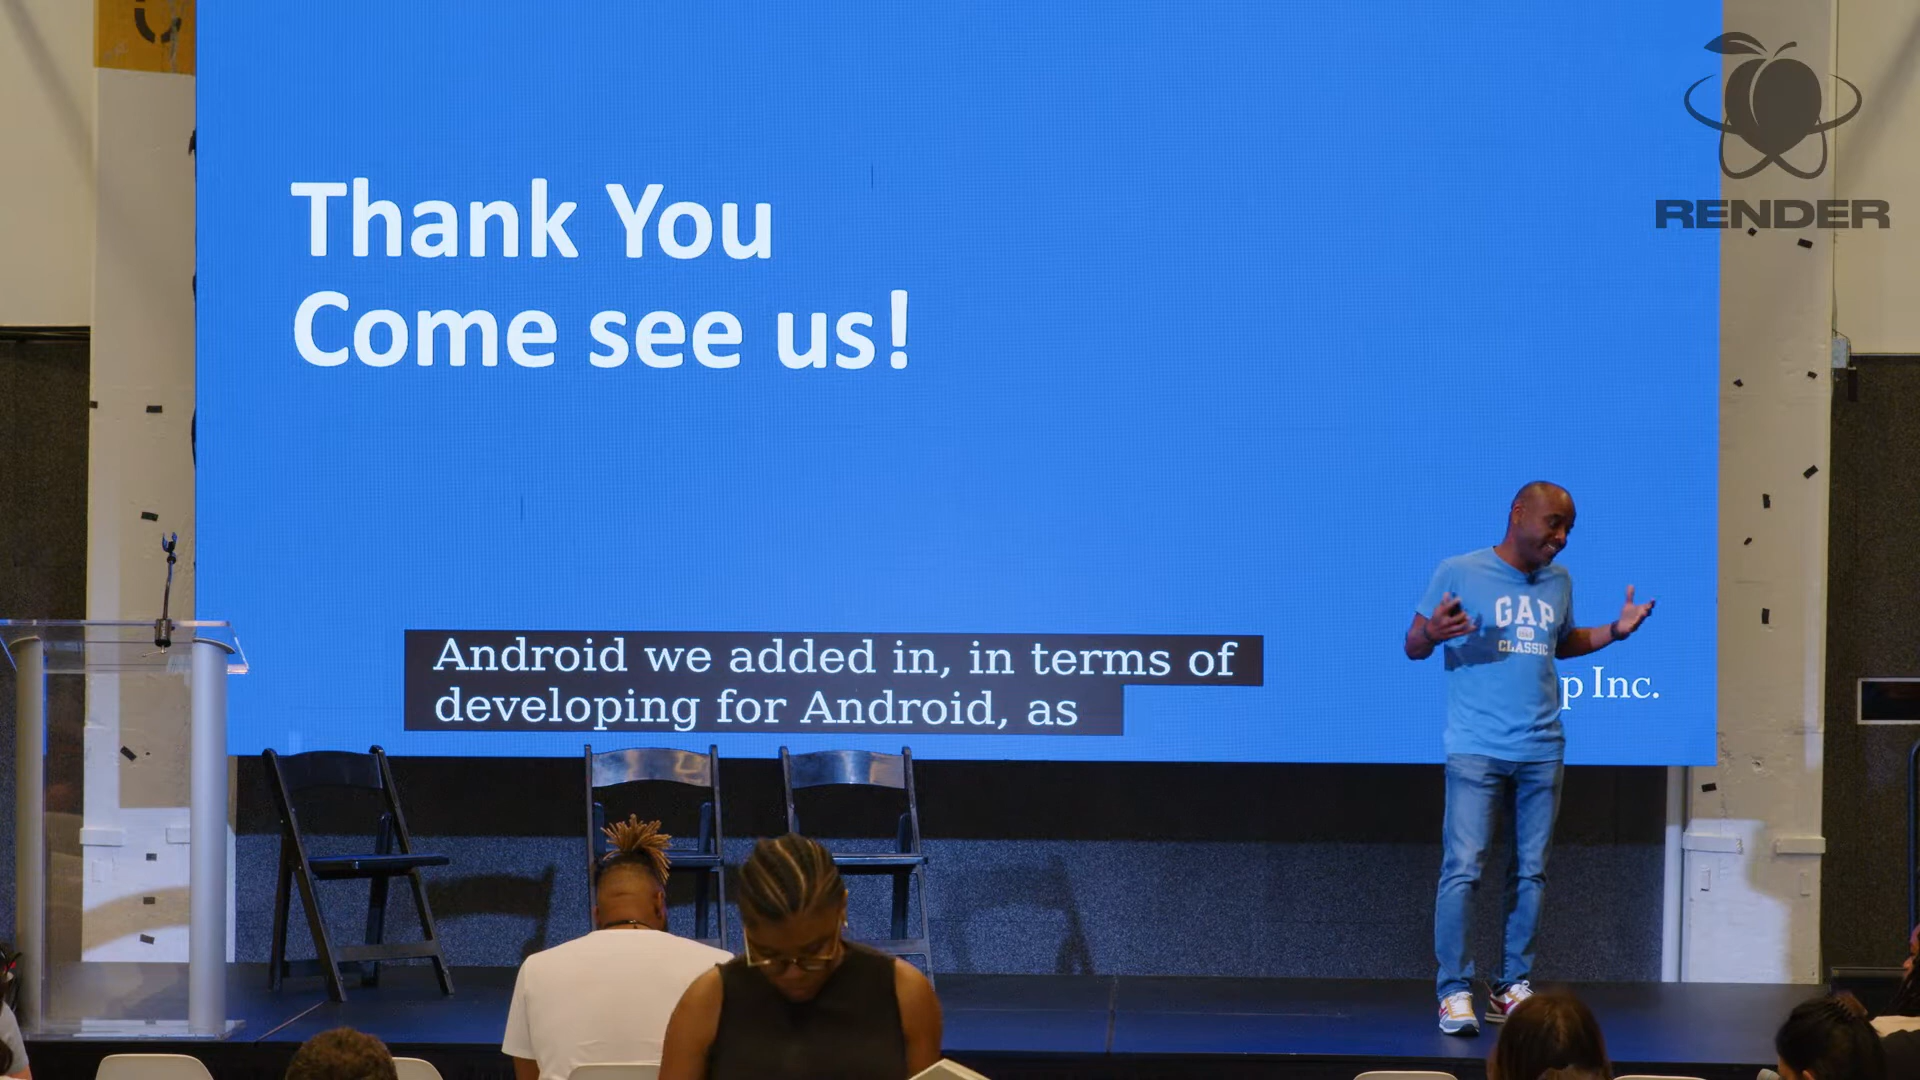 RENDER
Thank You
Come see us!
Android we added in, in terms of
developing for Android, as
GAP
CLASSIC
p Inc.